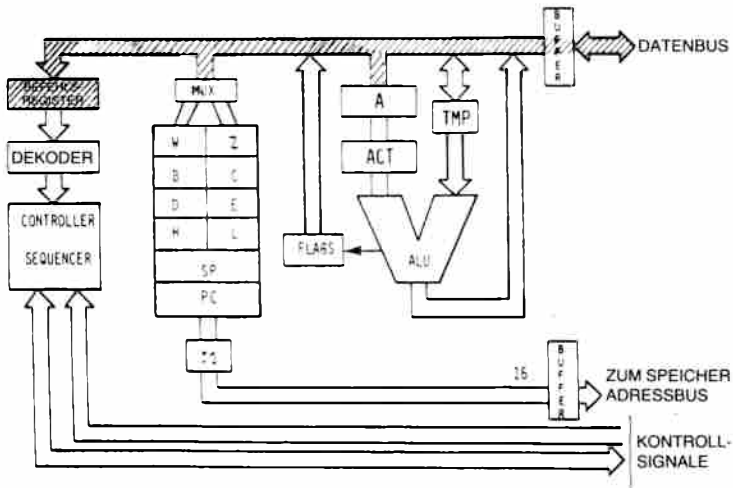 BUFFER
DATENBUS
BEFEHLS-
REGISTER
MUX
A
TMP
DEKODER
W Z
ACT
B C
D E
CONTROLLER
SEQUENCER
H L
FLAGS
ALU
SP
PC
16
BUFFER
ZUM SPEICHER
ADRESSBUS
KONTROLL-
SIGNALE